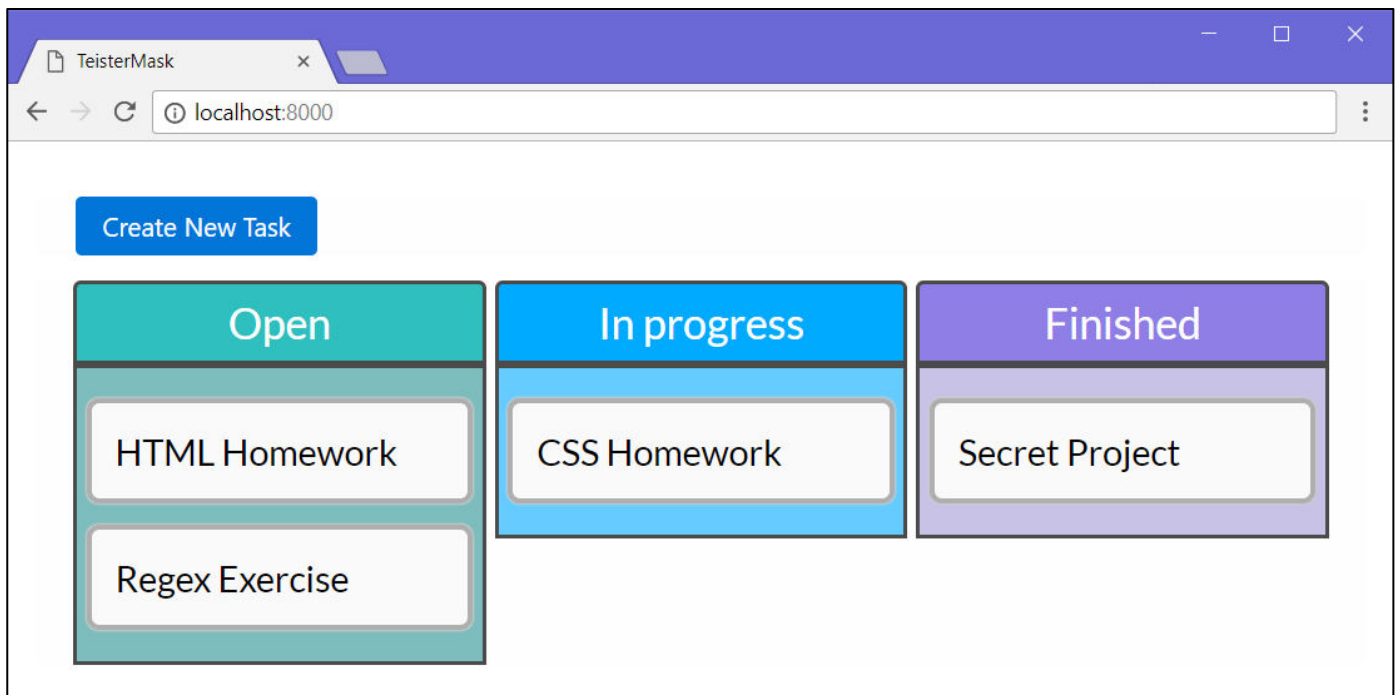 TeisterMask
localhost:8000
Create New Task
Open
In progress
Finished
HTML Homework
CSS Homework
Secret Project
Regex Exercise